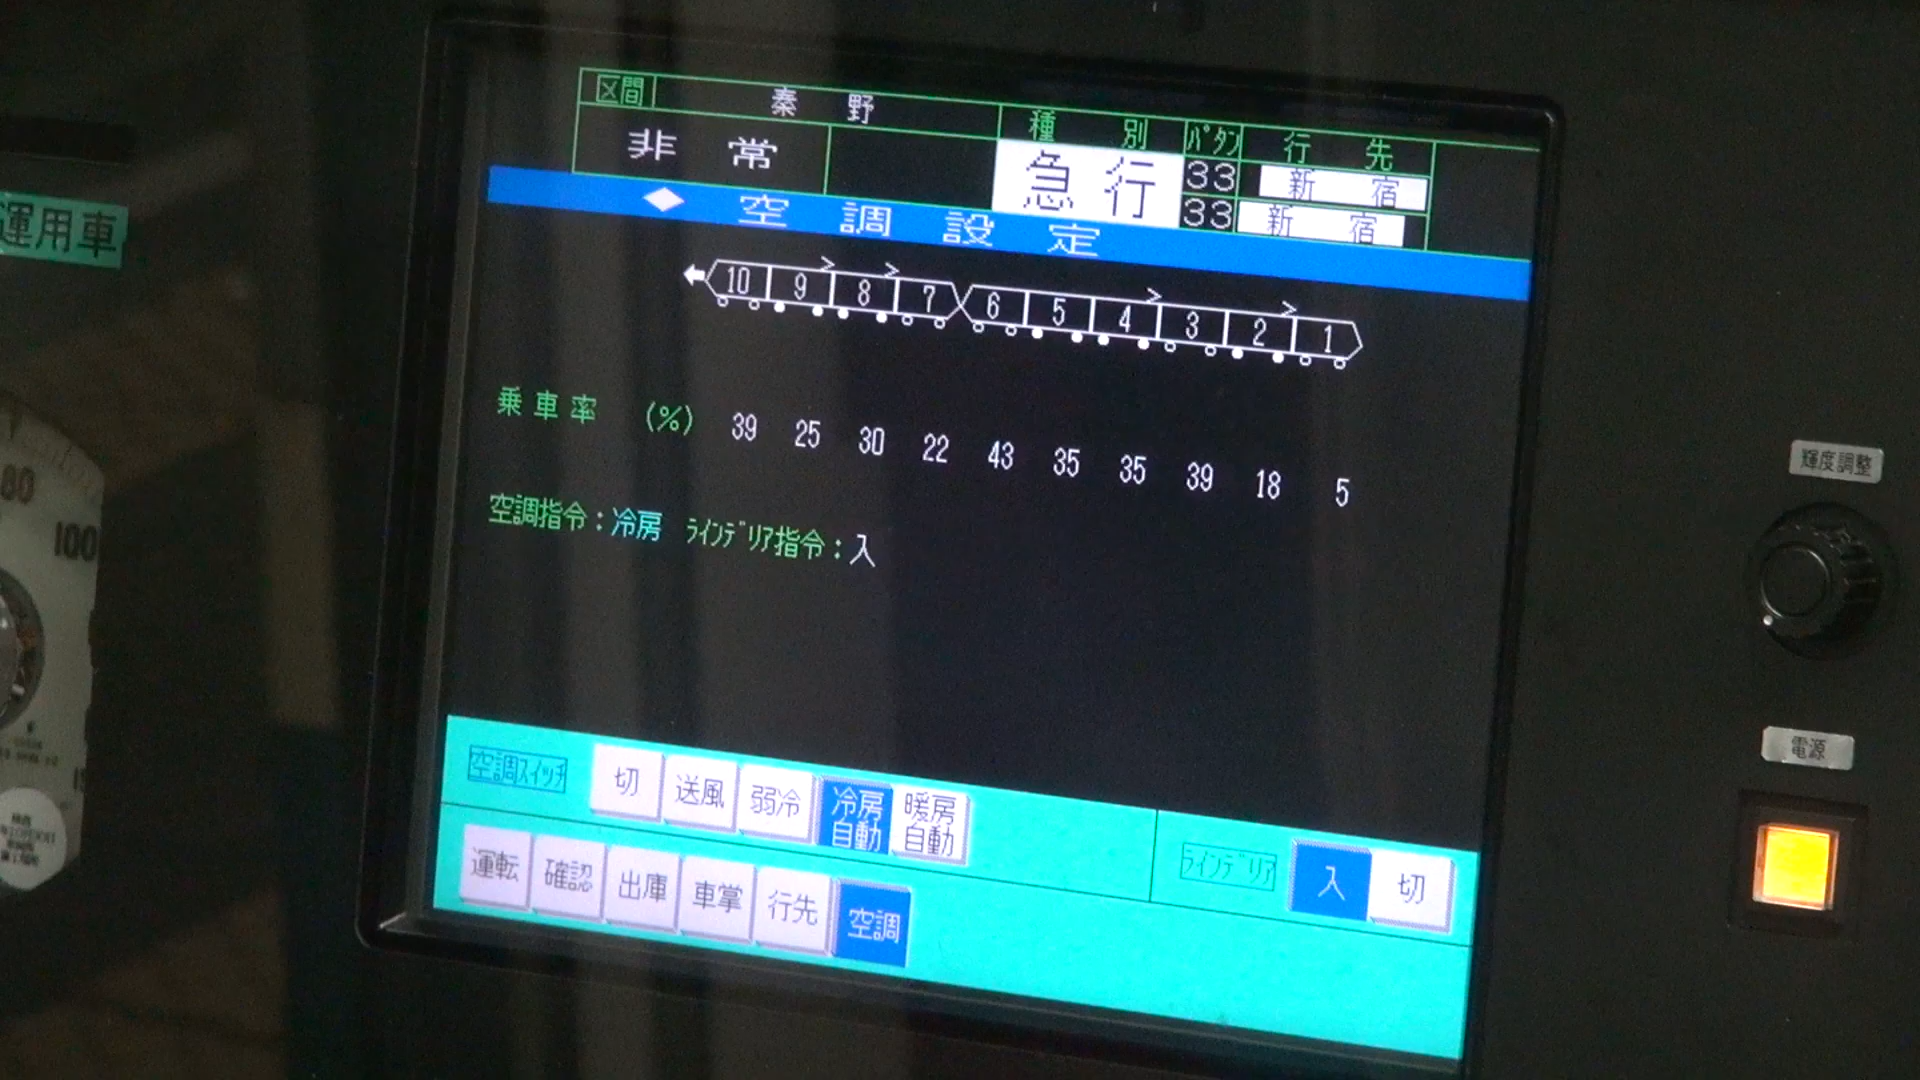 区間 秦野
非常
種別 パタン 行先
急行 33 新宿
33 新宿
◆ 空調設定
10 9 8 7 6 5 4 3 2 1
乗車率 (%) 39 25 30 22 43 35 35 39 18 5
空調指令:冷房 ラインデリア指令:入
空調スイッチ 切 送風 弱冷 冷房自動 暖房自動
ラインデリア 入 切
運転 確認 出庫 車掌 行先 空調
運用車
80
100
輝度調整
電源